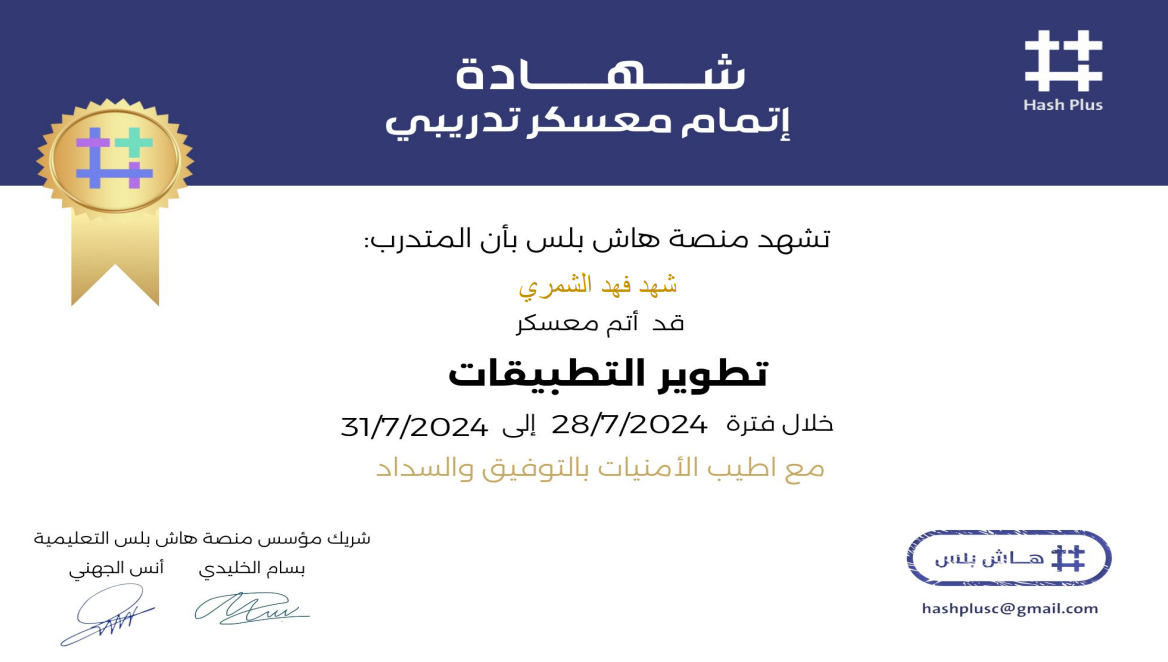 شهادة
إتمام معسكر تدريبي
Hash Plus
تشهد منصة هاش بلس بأن المتدرب:
شهد فهد الشمري
قد أتم معسكر
تطوير التطبيقات
خلال فترة 28/7/2024 إلى 31/7/2024
مع اطيب الأمنيات بالتوفيق والسداد
شريك مؤسس منصة هاش بلس التعليمية
بسام الخليدي أنس الجهني
هاش بلس
hashplusc@gmail.com